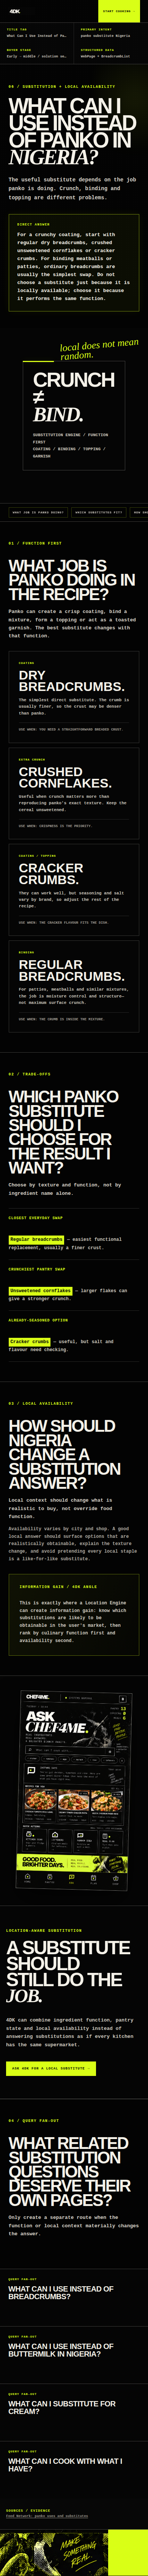 4DK
START COOKING →
TITLE TAG
What Can I Use Instead of Pa…
PRIMARY INTENT
panko substitute Nigeria
ROUTER STAGE
Early - middle / solution aw…
STRUCTURED DATA
WebPage + BreadcrumbList
05 / SUBSTITUTION + LOCAL AVAILABILITY
WHAT CAN I
USE INSTEAD
OF PANKO IN
NIGERIA?
The useful substitute depends on the job
panko is doing. Crunch, binding and
topping are different problems.
DIRECT ANSWER
For a crunchy coating, start with
regular dry breadcrumbs, crushed
unsweetened cornflakes or cracker
crumbs. For binding meatballs or
patties, ordinary breadcrumbs are
usually the simplest swap. Do not
choose a substitute just because it is
locally available; choose it because
it performs the same function.
local does not mean
random.
CRUNCH
≠
BIND.
SUBSTITUTION ENGINE / FUNCTION
FIRST
COATING / BINDING / TOPPING /
GARNISH
WHAT JOB IS PANKO DOING?
WHICH SUBSTITUTES FIT?
01 / FUNCTION FIRST
WHAT JOB IS
PANKO DOING IN
THE RECIPE?
Panko can create a crisp coating, bind a
mixture, form a topping or act as a toasted
garnish. The best substitute changes with
that function.
COATING
DRY
BREADCRUMBS.
The simplest direct substitute. The crumb is
usually finer, so the crust may be denser
than panko.
USE WHEN: YOU NEED A STRAIGHTFORWARD BREADED CRUST.
EXTRA CRUNCH
CRUSHED
CORNFLAKES.
Useful when crunch matters more than
reproducing panko's exact texture. Keep the
cereal unsweetened.
USE WHEN: CRISPNESS IS THE PRIORITY.
COATING / TOPPING
CRACKER
CRUMBS.
They can work well, but seasoning and salt
vary by brand, so adjust the rest of the
recipe.
USE WHEN: THE CRACKER FLAVOUR FITS THE DISH.
BINDING
REGULAR
BREADCRUMBS.
For patties, meatballs and similar mixtures,
the job is moisture control and structure—
not maximum surface crunch.
USE WHEN: THE CRUMB IS INSIDE THE MIXTURE.
02 / TRADE-OFFS
WHICH PANKO
SUBSTITUTE
SHOULD I
CHOOSE FOR
THE RESULT I
WANT?
Choose by texture and function, not by
ingredient name alone.
CLOSEST EVERYDAY SWAP
Regular breadcrumbs — easiest functional
replacement, usually a finer crust.
CRUNCHIEST PANTRY SWAP
Unsweetened cornflakes — larger flakes can
give a stronger crunch.
ALREADY-SEASONED OPTION
Cracker crumbs — useful, but salt and
flavour need checking.
03 / LOCAL AVAILABILITY
HOW SHOULD
NIGERIA
CHANGE A
SUBSTITUTION
ANSWER?
Local context should change what is
realistic to buy, not override food
function.
Availability varies by city and shop. A good
local answer should surface options that are
realistically obtainable, explain the texture
change, and avoid pretending every local staple
is a like-for-like substitute.
INFORMATION GAIN / 4DK ANGLE
This is exactly where a Location Engine
can create information gain: know which
substitutions are likely to be
obtainable in the user's market, then
rank by culinary function first and
availability second.
CHEF4ME.
ASK
CHEF4ME.
GOOD FOOD.
BRIGHTER DAYS.
LOCATION-AWARE SUBSTITUTION
A SUBSTITUTE
SHOULD
STILL DO THE
JOB.
4DK can combine ingredient function, pantry
state and local availability instead of
answering substitutions as if every kitchen
has the same supermarket.
ASK 4DK FOR A LOCAL SUBSTITUTE →
04 / QUERY FAN-OUT
WHAT RELATED
SUBSTITUTION
QUESTIONS
DESERVE THEIR
OWN PAGES?
Only create a separate route when the
function or local context materially changes
the answer.
QUERY FAN-OUT
WHAT CAN I USE INSTEAD OF
BREADCRUMBS?
QUERY FAN-OUT
WHAT CAN I USE INSTEAD OF
BUTTERMILK IN NIGERIA?
QUERY FAN-OUT
WHAT CAN I SUBSTITUTE FOR
CREAM?
QUERY FAN-OUT
WHAT CAN I COOK WITH WHAT I
HAVE?
SOURCES / EVIDENCE
Food Network: panko uses and substitutes
MAKE
SOMETHING
REAL.